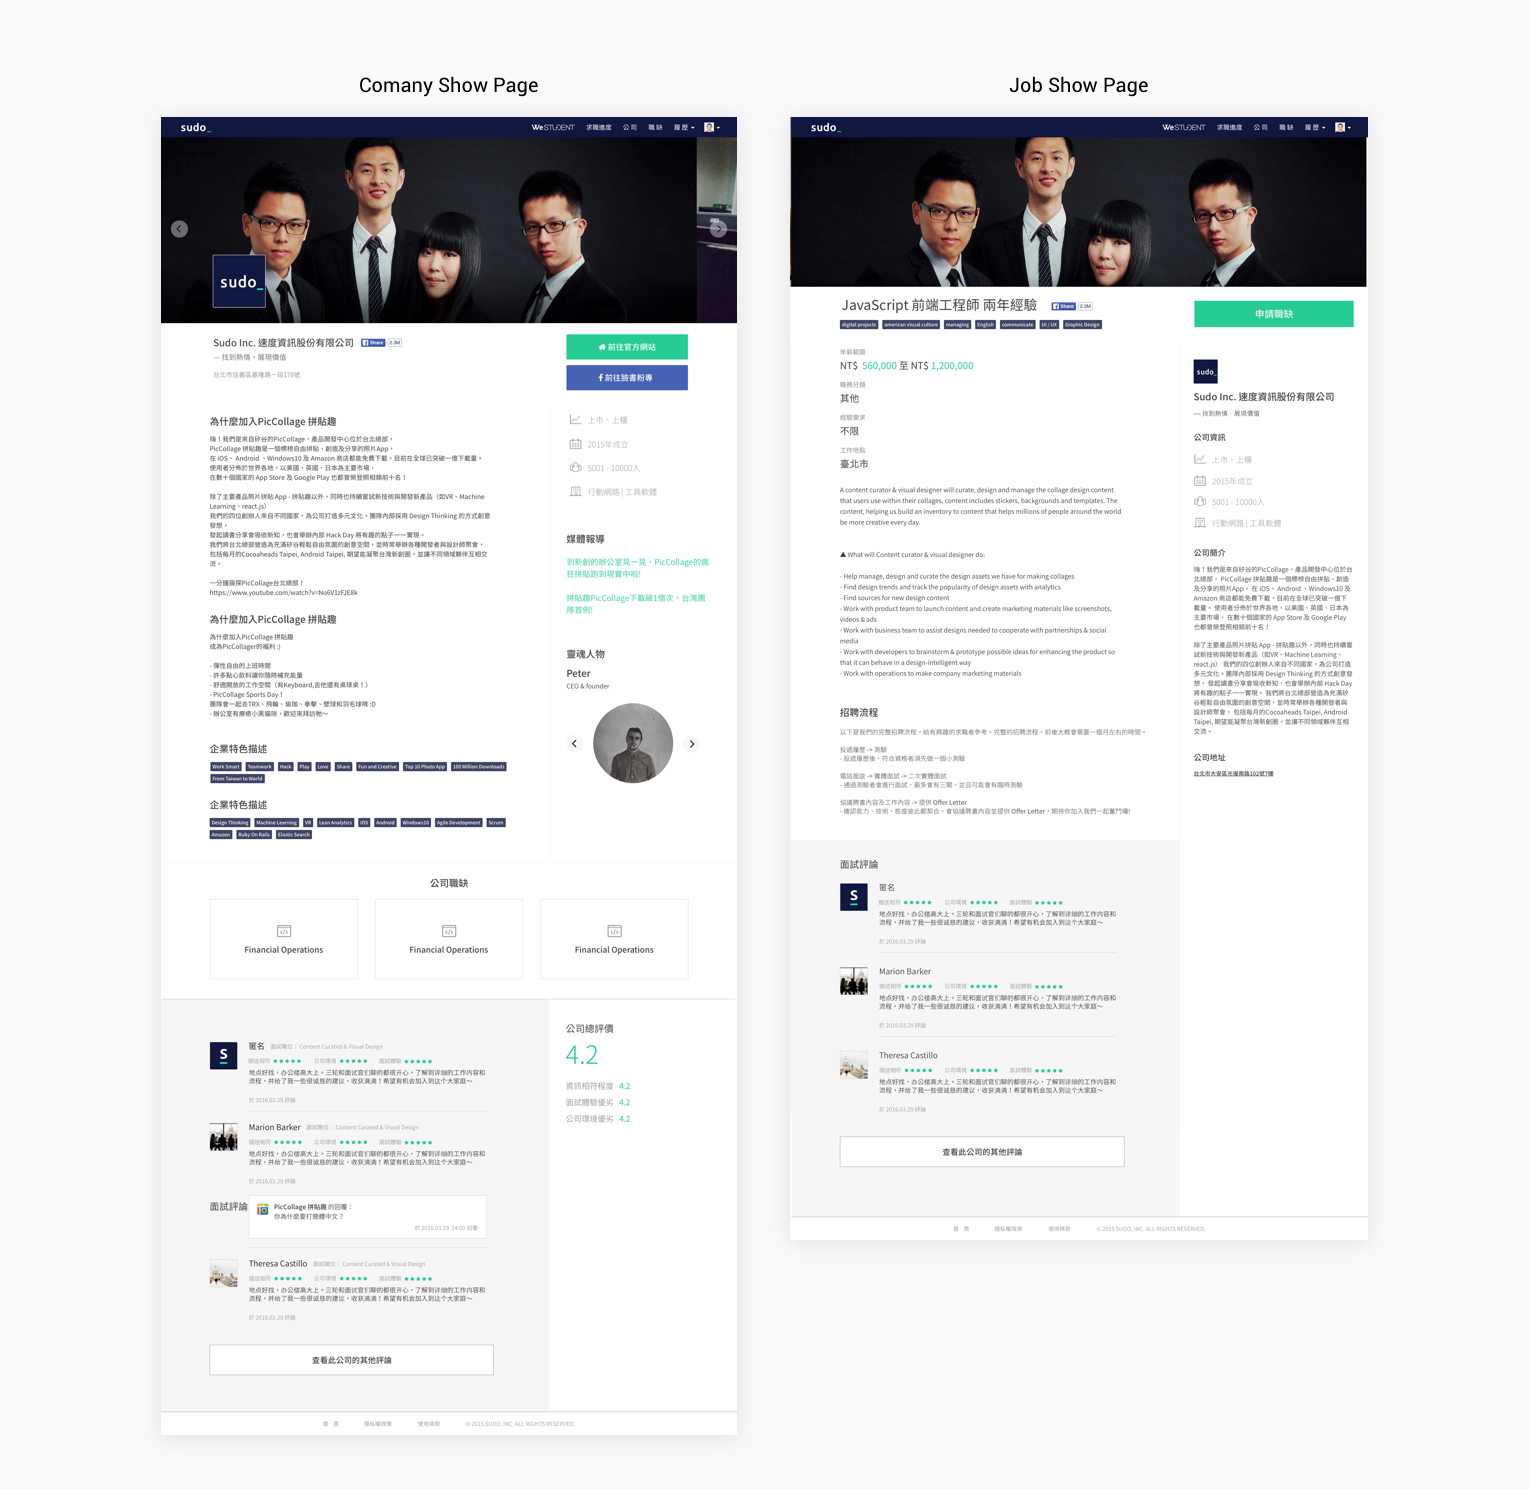 Comany Show Page
sudo_
WeSTUDENT 求職進度 公司 職缺 履歷
sudo_
Sudo Inc. 速度資訊股份有限公司 Share 2.3M
— 找到熱情，展現價值
台北市信義區基隆路一段178號
前往官方網站
前往臉書粉專
為什麼加入PicCollage 拼貼趣
嗨！我們是來自矽谷的PicCollage，產品開發中心位於台北總部，
PicCollage 拼貼趣是一個標榜自由拼貼、創造及分享的照片App，
在 iOS、 Android 、Windows10 及 Amazon 商店都能免費下載，目前在全球已突破一億下載量。
使用者分佈於世界各地，以美國、英國、日本為主要市場，
在數十個國家的 App Store 及 Google Play 也都曾榮登照相類前十名！
除了主要產品照片拼貼 App - 拼貼趣以外，同時也持續嘗試新技術與開發新產品（如VR、Machine
Learning、react.js)
我們的四位創辦人來自不同國家，為公司打造多元文化。團隊內部採用 Design Thinking 的方式創意
發想，
發起讀書分享會吸收新知，也會舉辦內部 Hack Day 將有趣的點子一一實現。
我們將台北總部營造為充滿矽谷輕鬆自由氛圍的創意空間，並時常舉辦各種開發者與設計師聚會，
包括每月的Cocoaheads Taipei, Android Taipei, 期望能凝聚台灣新創圈，並讓不同領域夥伴互相交
流。
一分鐘窺探PicCollage台北總部！
https://www.youtube.com/watch?v=No6V1zFJE8k
為什麼加入PicCollage 拼貼趣
為什麼加入PicCollage 拼貼趣
成為PicCollager的福利 :)
- 彈性自由的上班時間
- 許多點心飲料讓你隨時補充能量
- 舒適開放的工作空間（有Keyboard,吉他還有桌球桌！）
- PicCollage Sports Day！
團隊會一起去TRX、飛輪、瑜珈、拳擊、壁球和羽毛球唷 :D
- 辦公室有療癒小黑貓咪，歡迎來拜訪牠～
企業特色描述
Work Smart Teamwork Hack Play Love Share Fun and Creative Top 10 Photo App 100 Million Downloads
From Taiwan to World
企業特色描述
Design Thinking Machine Learning VR Lean Analytics iOS Android Windows10 Agile Development Scrum
Amazon Ruby On Rails Elastic Search
上市、上櫃
2015年成立
5001 - 10000人
行動網路 | 工具軟體
媒體報導
到新創的辦公室晃一晃，PicCollage的瘋
狂拼貼跑到現實中啦!
拼貼趣PicCollage下載破1億次，台灣團
隊首例!
靈魂人物
Peter
CEO & founder
公司職缺
Financial Operations
Financial Operations
Financial Operations
匿名 面試職位： Content Curated & Visual Design
描述相符 ★★★★★ 公司環境 ★★★★★ 面試體驗 ★★★★★
地点好找，办公楼高大上。三轮和面试官们聊的都很开心，了解到详细的工作内容和
流程，并给了我一些很诚恳的建议，收获满满！希望有机会加入到这个大家庭～
於 2016.03.29 評論
Marion Barker 面試職位： Content Curated & Visual Design
描述相符 ★★★★★ 公司環境 ★★★★★ 面試體驗 ★★★★★
地点好找，办公楼高大上。三轮和面试官们聊的都很开心，了解到详细的工作内容和
流程，并给了我一些很诚恳的建议，收获满满！希望有机会加入到这个大家庭～
於 2016.03.29 評論
面試評論
PicCollage 拼貼趣 的回覆：
你為什麼要打簡體中文？
於 2016.03.29 14:00 回覆
Theresa Castillo 面試職位： Content Curated & Visual Design
描述相符 ★★★★★ 公司環境 ★★★★★ 面試體驗 ★★★★★
地点好找，办公楼高大上。三轮和面试官们聊的都很开心，了解到详细的工作内容和
流程，并给了我一些很诚恳的建议，收获满满！希望有机会加入到这个大家庭～
於 2016.03.29 評論
查看此公司的其他評論
公司總評價
4.2
資訊相符程度 4.2
面試體驗優劣 4.2
公司環境優劣 4.2
首 頁 隱私權政策 使用條款 © 2015 SUDO, INC. ALL RIGHTS RESERVED.
Job Show Page
sudo_
WeSTUDENT 求職進度 公司 職缺 履歷
JavaScript 前端工程師 兩年經驗 Share 2.3M
digital projects american visual culture managing English communicate UI / UX Graphic Design
申請職缺
年薪範圍
NT$ 560,000 至 NT$ 1,200,000
職務分類
其他
經驗需求
不限
工作地點
臺北市
A content curator & visual designer will curate, design and manage the collage design content
that users use within their collages, content includes stickers, backgrounds and templates. The
content, helping us build an inventory to content that helps millions of people around the world
be more creative every day.
▲ What will Content curator & visual designer do:
- Help manage, design and curate the design assets we have for making collages
- Find design trends and track the popularity of design assets with analytics
- Find sources for new design content
- Work with product team to launch content and create marketing materials like screenshots,
videos & ads
- Work with business team to assist designs needed to cooperate with partnerships & social
media
- Work with developers to brainstorm & prototype possible ideas for enhancing the product so
that it can behave in a design-intelligent way
- Work with operations to make company marketing materials
招聘流程
以下是我們的完整招聘流程，給有興趣的求職者參考。完整的招聘流程，前後大概會需要一個月左右的時間。
投遞履歷 -> 測驗
- 投遞履歷後，符合資格者須先做一個小測驗
電話面談 -> 實體面試 -> 二次實體面試
- 通過測驗者會進行面試，最多會有三關，並且可能會有臨時測驗
協議聘書內容及工作內容 -> 提供 Offer Letter
- 確認能力、技術、態度彼此都契合，會協議聘書內容並提供 Offer Letter，期待你加入我們一起奮鬥囉!
sudo_
Sudo Inc. 速度資訊股份有限公司
— 找到熱情，展現價值
公司資訊
上市、上櫃
2015年成立
5001 - 10000人
行動網路 | 工具軟體
公司簡介
嗨！我們是來自矽谷的PicCollage，產品開發中心位於台
北總部， PicCollage 拼貼趣是一個標榜自由拼貼、創造
及分享的照片App， 在 iOS、 Android 、Windows10 及
Amazon 商店都能免費下載，目前在全球已突破一億下
載量。 使用者分佈於世界各地，以美國、英國、日本為
主要市場， 在數十個國家的 App Store 及 Google Play
也都曾榮登照相類前十名！
除了主要產品照片拼貼 App - 拼貼趣以外，同時也持續嘗
試新技術與開發新產品（如VR、Machine Learning、
react.js） 我們的四位創辦人來自不同國家，為公司打造
多元文化。團隊內部採用 Design Thinking 的方式創意發
想， 發起讀書分享會吸收新知，也會舉辦內部 Hack Day
將有趣的點子一一實現。 我們將台北總部營造為充滿矽
谷輕鬆自由氛圍的創意空間，並時常舉辦各種開發者與
設計師聚會， 包括每月的Cocoaheads Taipei, Android
Taipei, 期望能凝聚台灣新創圈，並讓不同領域夥伴互相
交流。
公司地址
台北市大安區光復南路102號7樓
面試評論
匿名
描述相符 ★★★★★ 公司環境 ★★★★★ 面試體驗 ★★★★★
地点好找，办公楼高大上。三轮和面试官们聊的都很开心，了解到详细的工作内容和
流程，并给了我一些很诚恳的建议，收获满满！希望有机会加入到这个大家庭～
於 2016.03.29 評論
Marion Barker
描述相符 ★★★★★ 公司環境 ★★★★★ 面試體驗 ★★★★★
地点好找，办公楼高大上。三轮和面试官们聊的都很开心，了解到详细的工作内容和
流程，并给了我一些很诚恳的建议，收获满满！希望有机会加入到这个大家庭～
於 2016.03.29 評論
Theresa Castillo
描述相符 ★★★★★ 公司環境 ★★★★★ 面試體驗 ★★★★★
地点好找，办公楼高大上。三轮和面试官们聊的都很开心，了解到详细的工作内容和
流程，并给了我一些很诚恳的建议，收获满满！希望有机会加入到这个大家庭～
於 2016.03.29 評論
查看此公司的其他評論
首 頁 隱私權政策 使用條款 © 2015 SUDO, INC. ALL RIGHTS RESERVED.